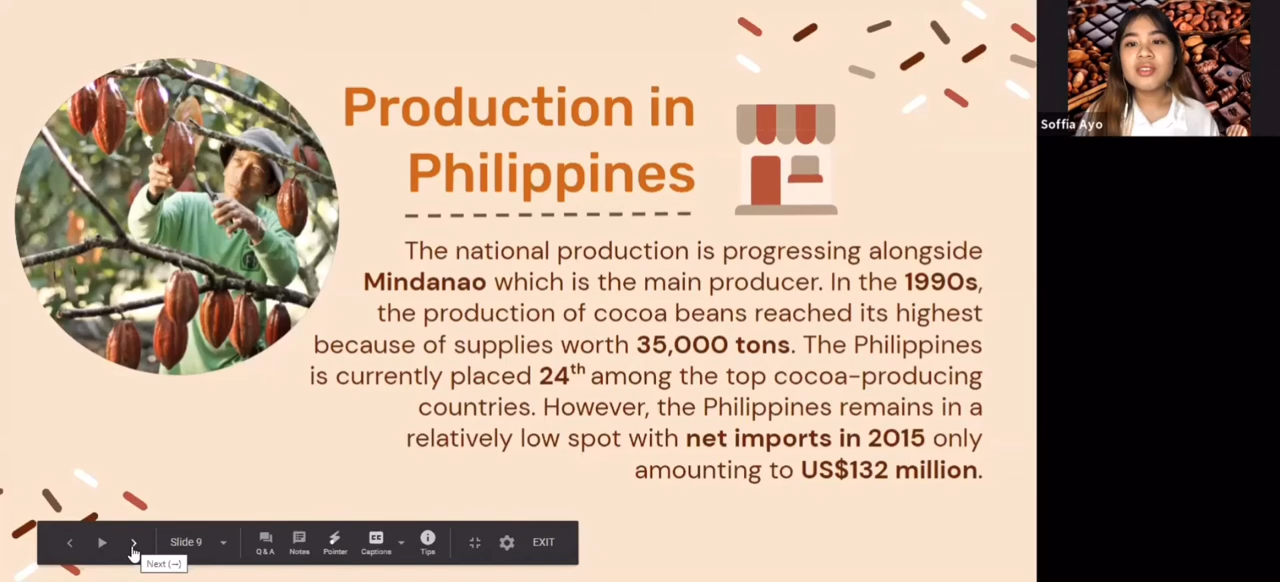 Production in
Philippines
The national production is progressing alongside
Mindanao which is the main producer. In the 1990s,
the production of cocoa beans reached its highest
because of supplies worth 35,000 tons. The Philippines
is currently placed 24th among the top cocoa-producing
countries. However, the Philippines remains in a
relatively low spot with net imports in 2015 only
amounting to US$132 million.
Soffia Ayo
Slide 9
Q&A
Notes
Pointer
Captions
Tips
EXIT
Next (→)